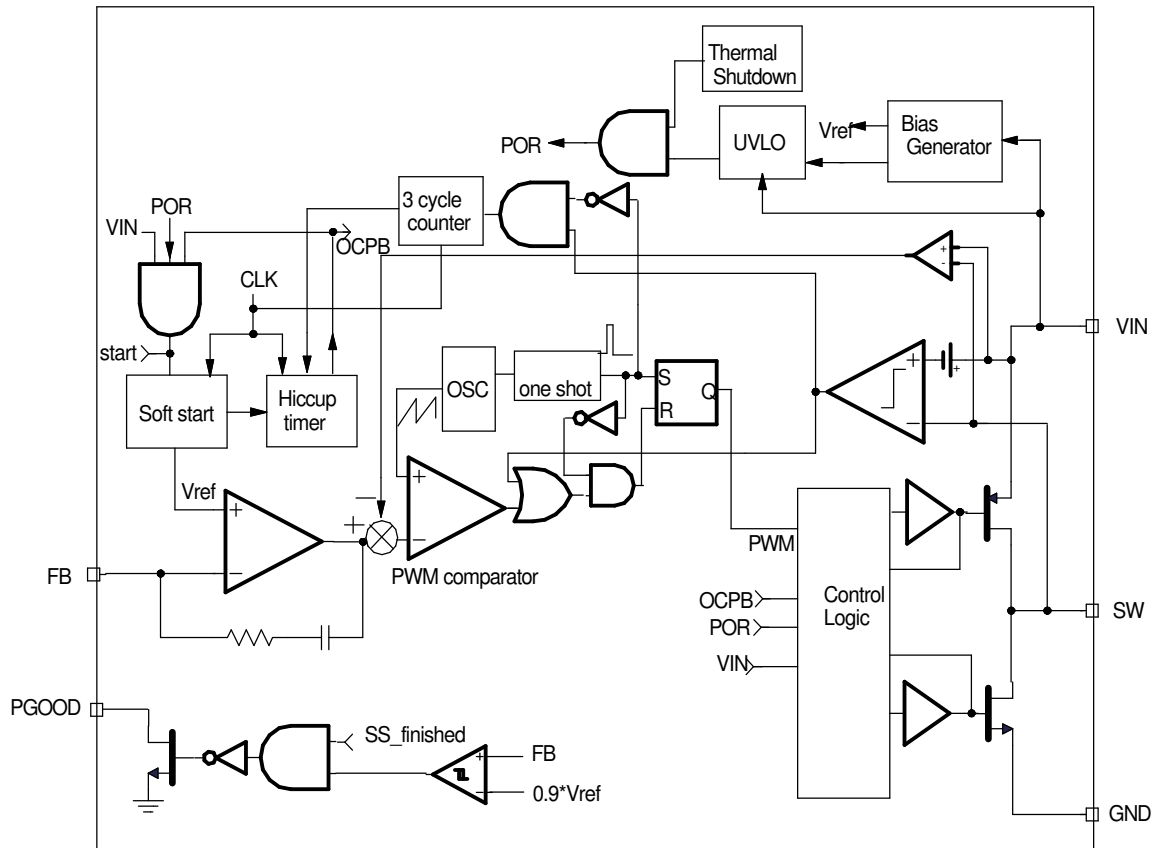 Thermal
Shutdown
POR
UVLO
Vref
Bias
Generator
3 cycle
counter
VIN
POR
OCPB
CLK
start
Soft start
Hiccup
timer
OSC
one shot
S
Q
R
+
-
+
−
VIN
+
Vref
+
−
−
+
+
−
PWM comparator
FB
PWM
OCPB
POR
VIN
Control
Logic
SW
PGOOD
SS_finished
+
FB
−
0.9*Vref
GND